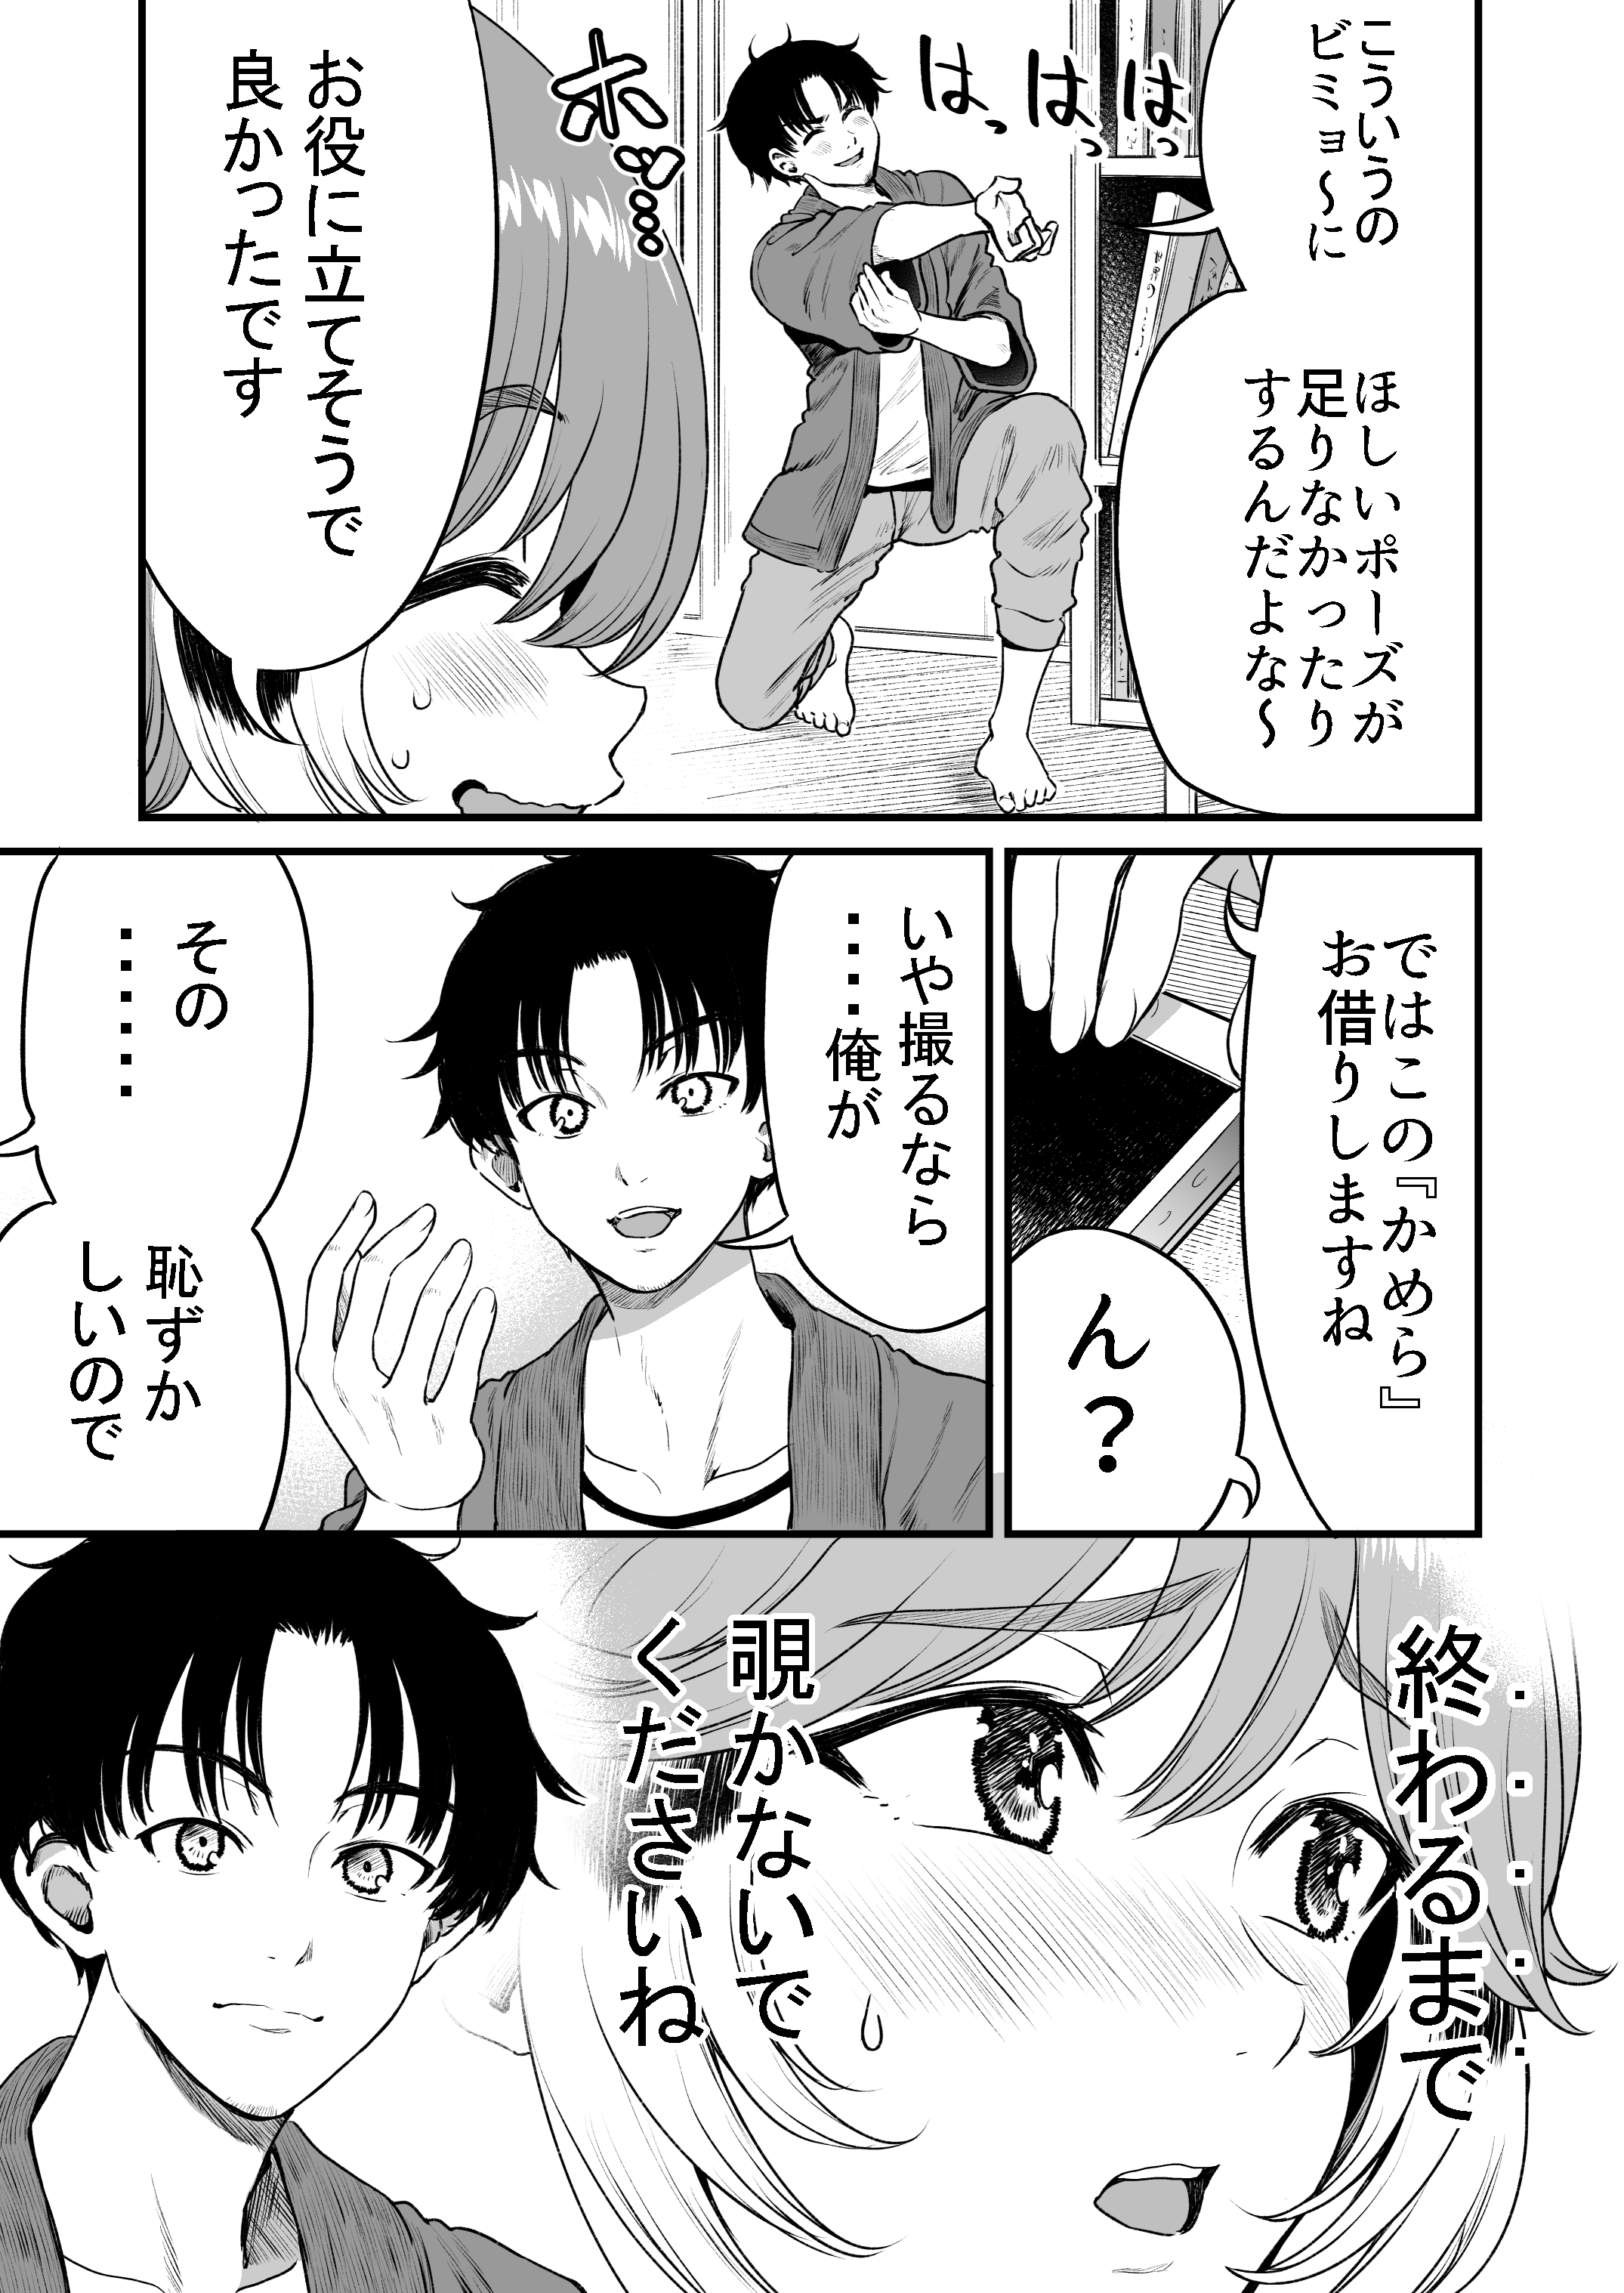 こういうの
ビミョ～に
ほしいポーズが
足りなかったり
するんだよな～
はっ
はっ
はっ
ホッ…
お役に立てそうで
良かったです
ではこの『かめら』
お借りしますね
ん？
いや撮るなら
・・・・俺が
その
・・・・・・
恥ずか
しいので
・・・・・
終わるまで
覗かないで
くださいね